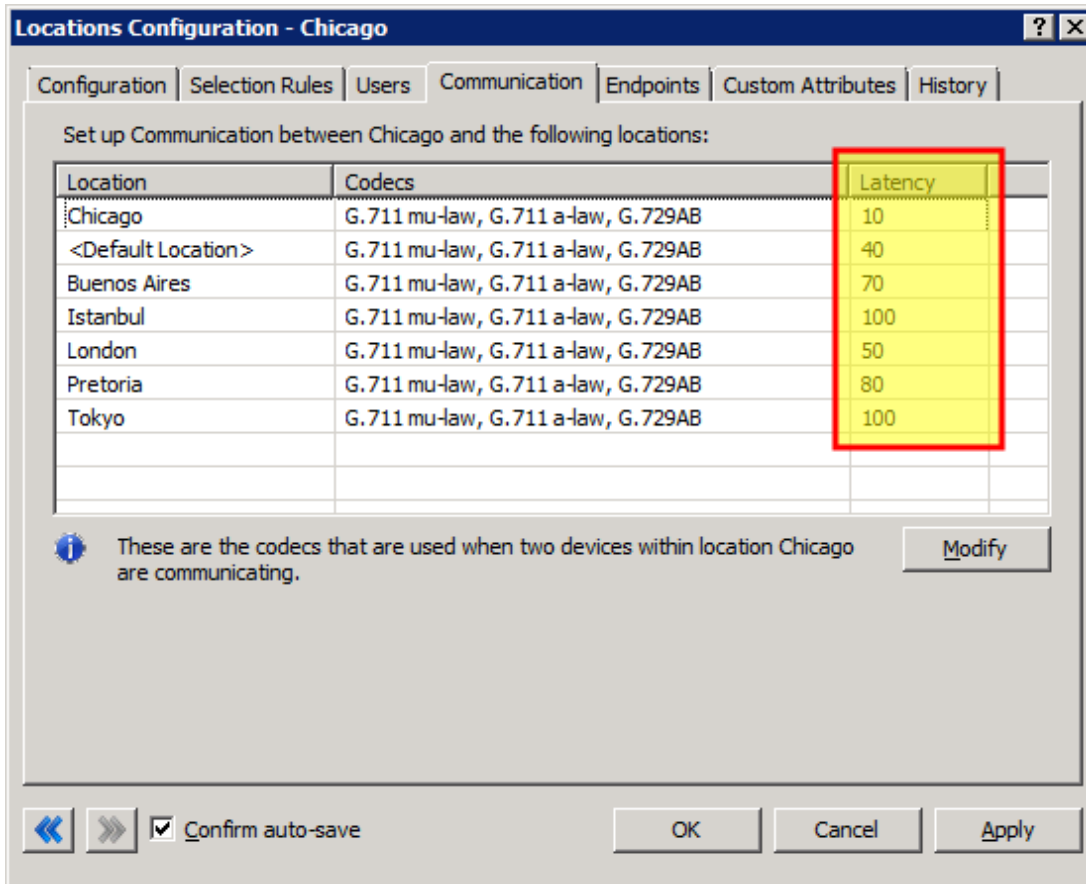 Locations Configuration - Chicago
Configuration Selection Rules Users Communication Endpoints Custom Attributes History
Set up Communication between Chicago and the following locations:
Location Codecs Latency
Chicago G.711 mu-law, G.711 a-law, G.729AB 10
<Default Location> G.711 mu-law, G.711 a-law, G.729AB 40
Buenos Aires G.711 mu-law, G.711 a-law, G.729AB 70
Istanbul G.711 mu-law, G.711 a-law, G.729AB 100
London G.711 mu-law, G.711 a-law, G.729AB 50
Pretoria G.711 mu-law, G.711 a-law, G.729AB 80
Tokyo G.711 mu-law, G.711 a-law, G.729AB 100
These are the codecs that are used when two devices within location Chicago
are communicating.
Modify
Confirm auto-save OK Cancel Apply